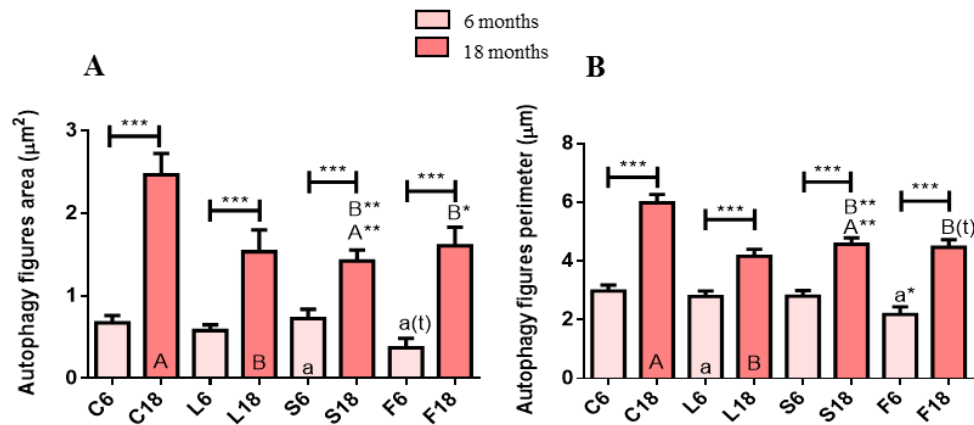 6 months
18 months
A
B
Autophagy figures area (μm²)
3
2
1
0
***
***
***
***
B**
A**
B*
a(t)
A
B
a
C6
C18
L6
L18
S6
S18
F6
F18
Autophagy figures perimeter (μm)
8
6
4
2
0
***
***
***
***
B**
A**
B(t)
a*
A
a
B
C6
C18
L6
L18
S6
S18
F6
F18